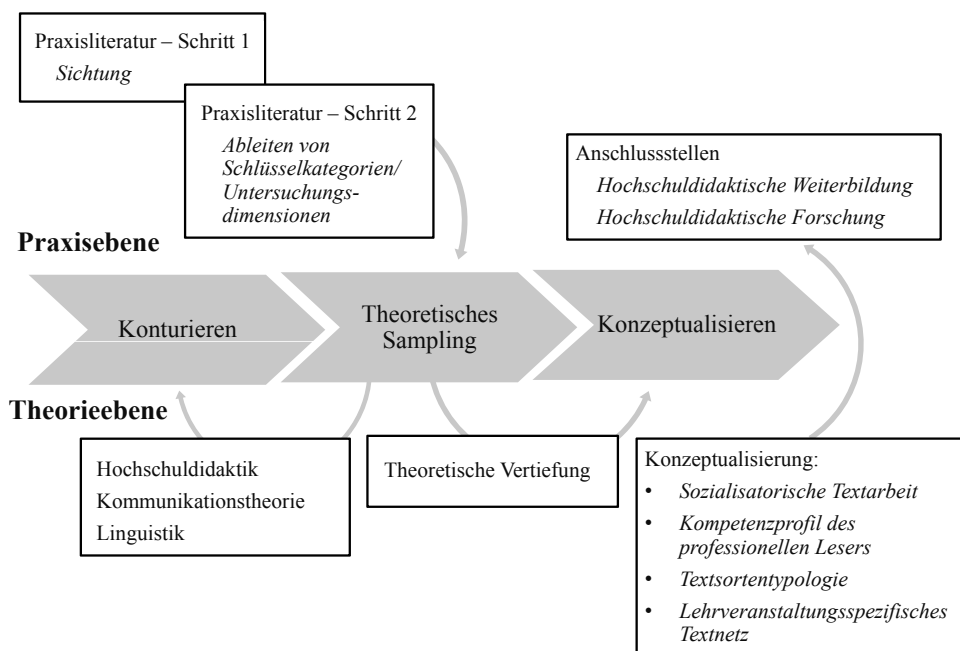 Praxisliteratur – Schritt 1
Sichtung
Praxisliteratur – Schritt 2
Ableiten von
Schlüsselkategorien/
Untersuchungs-
dimensionen
Anschlussstellen
Hochschuldidaktische Weiterbildung
Hochschuldidaktische Forschung
Praxisebene
Konturieren
Theoretisches
Sampling
Konzeptualisieren
Theorieebene
Hochschuldidaktik
Kommunikationstheorie
Linguistik
Theoretische Vertiefung
Konzeptualisierung:
• Sozialisatorische Textarbeit
• Kompetenzprofil des
professionellen Lesers
• Textsortentypologie
• Lehrveranstaltungsspezifisches
Textnetz